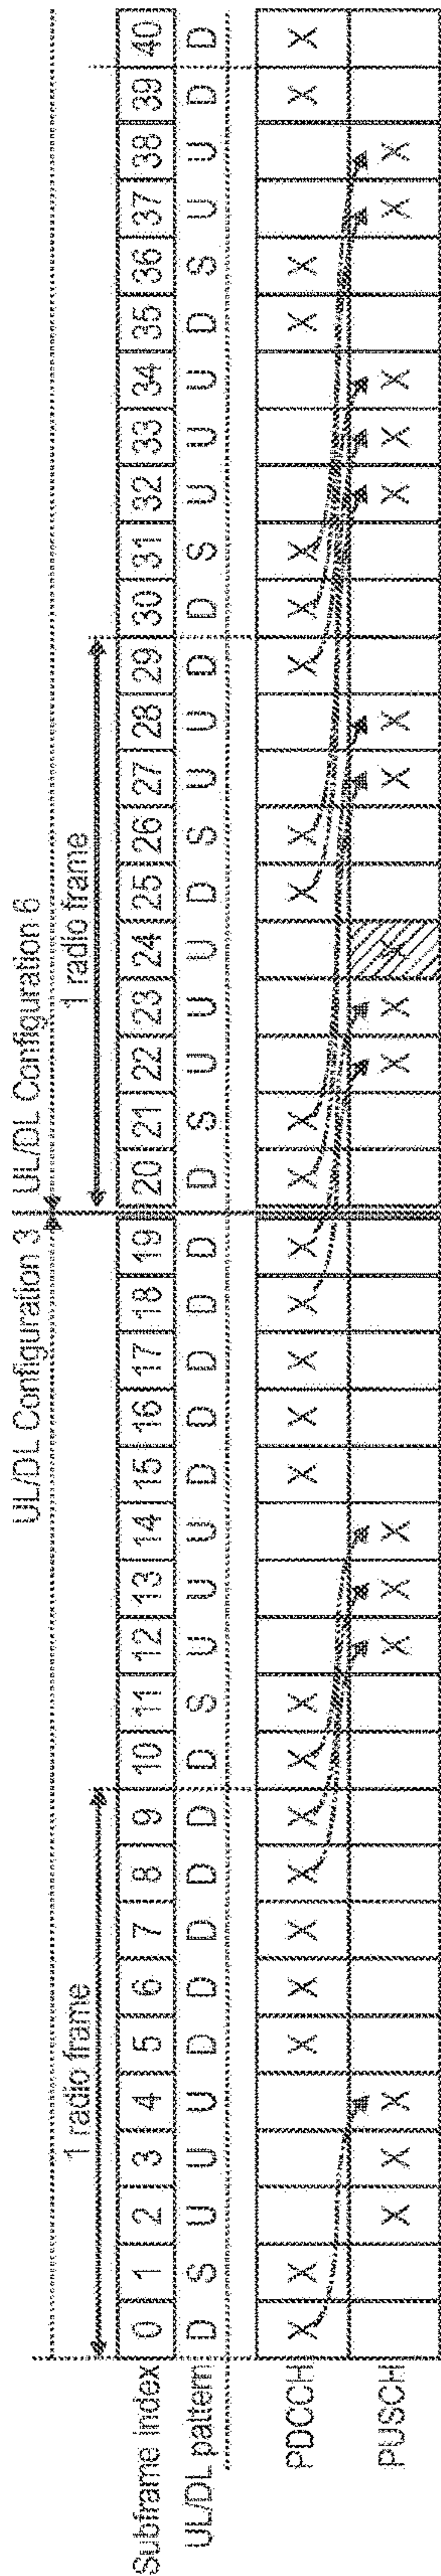 UL/DL Configuration 3 UL/DL Configuration 6
1 radio frame 1 radio frame
Subframe Index 0 1 2 3 4 5 6 7 8 9 10 11 12 13 14 15 16 17 18 19 20 21 22 23 24 25 26 27 28 29 30 31 32 33 34 35 36 37 38 39 40
UL/DL pattern D S U U U D D D D D D S U U U D D D D D D S U U U D S U U D D S U U U D S U U D D
PDCCH X X X X X X X X X X X X X X X X X X X X X X X X X
PUSCH X X X X X X X X X X X X X X X X